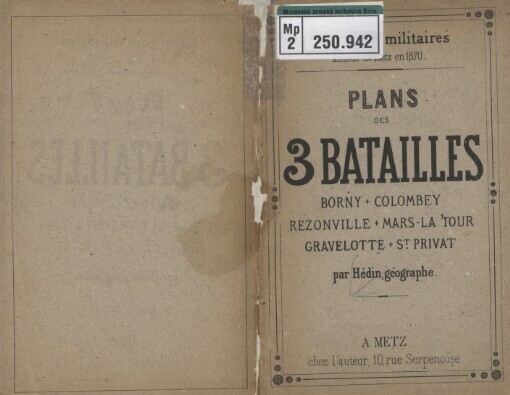 Moravská zemská knihovna Brno
Mp
2
250.942
militaires
autour de Metz en 1870.
PLANS
DES
3 BATAILLES
BORNY + COLOMBEY
REZONVILLE + MARS-LA TOUR
GRAVELOTTE + ST PRIVAT
par Hédin, géographe.
A METZ
chez l'auteur, 10, rue Serpenoise